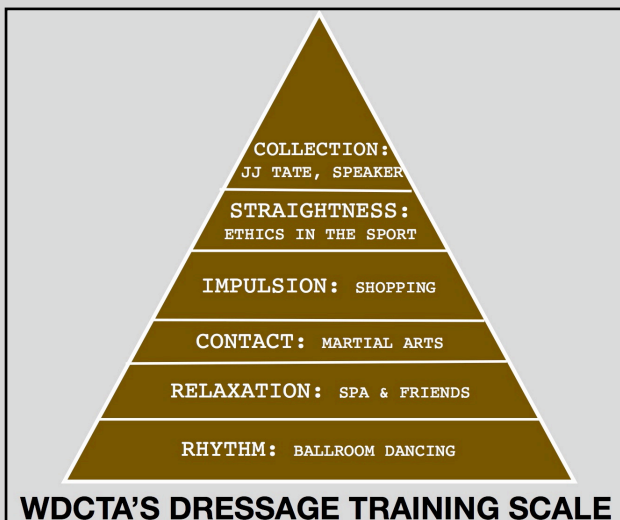 COLLECTION:
JJ TATE, SPEAKER
STRAIGHTNESS:
ETHICS IN THE SPORT
IMPULSION: SHOPPING
CONTACT: MARTIAL ARTS
RELAXATION: SPA & FRIENDS
RHYTHM: BALLROOM DANCING
WDCTA'S DRESSAGE TRAINING SCALE